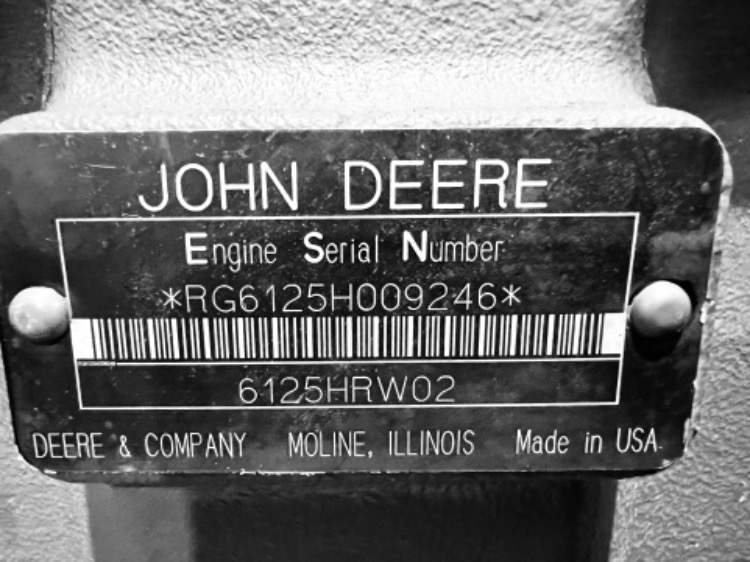 JOHN DEERE
Engine Serial Number
*RG6125H009246*
6125HRW02
DEERE & COMPANY MOLINE, ILLINOIS Made in USA